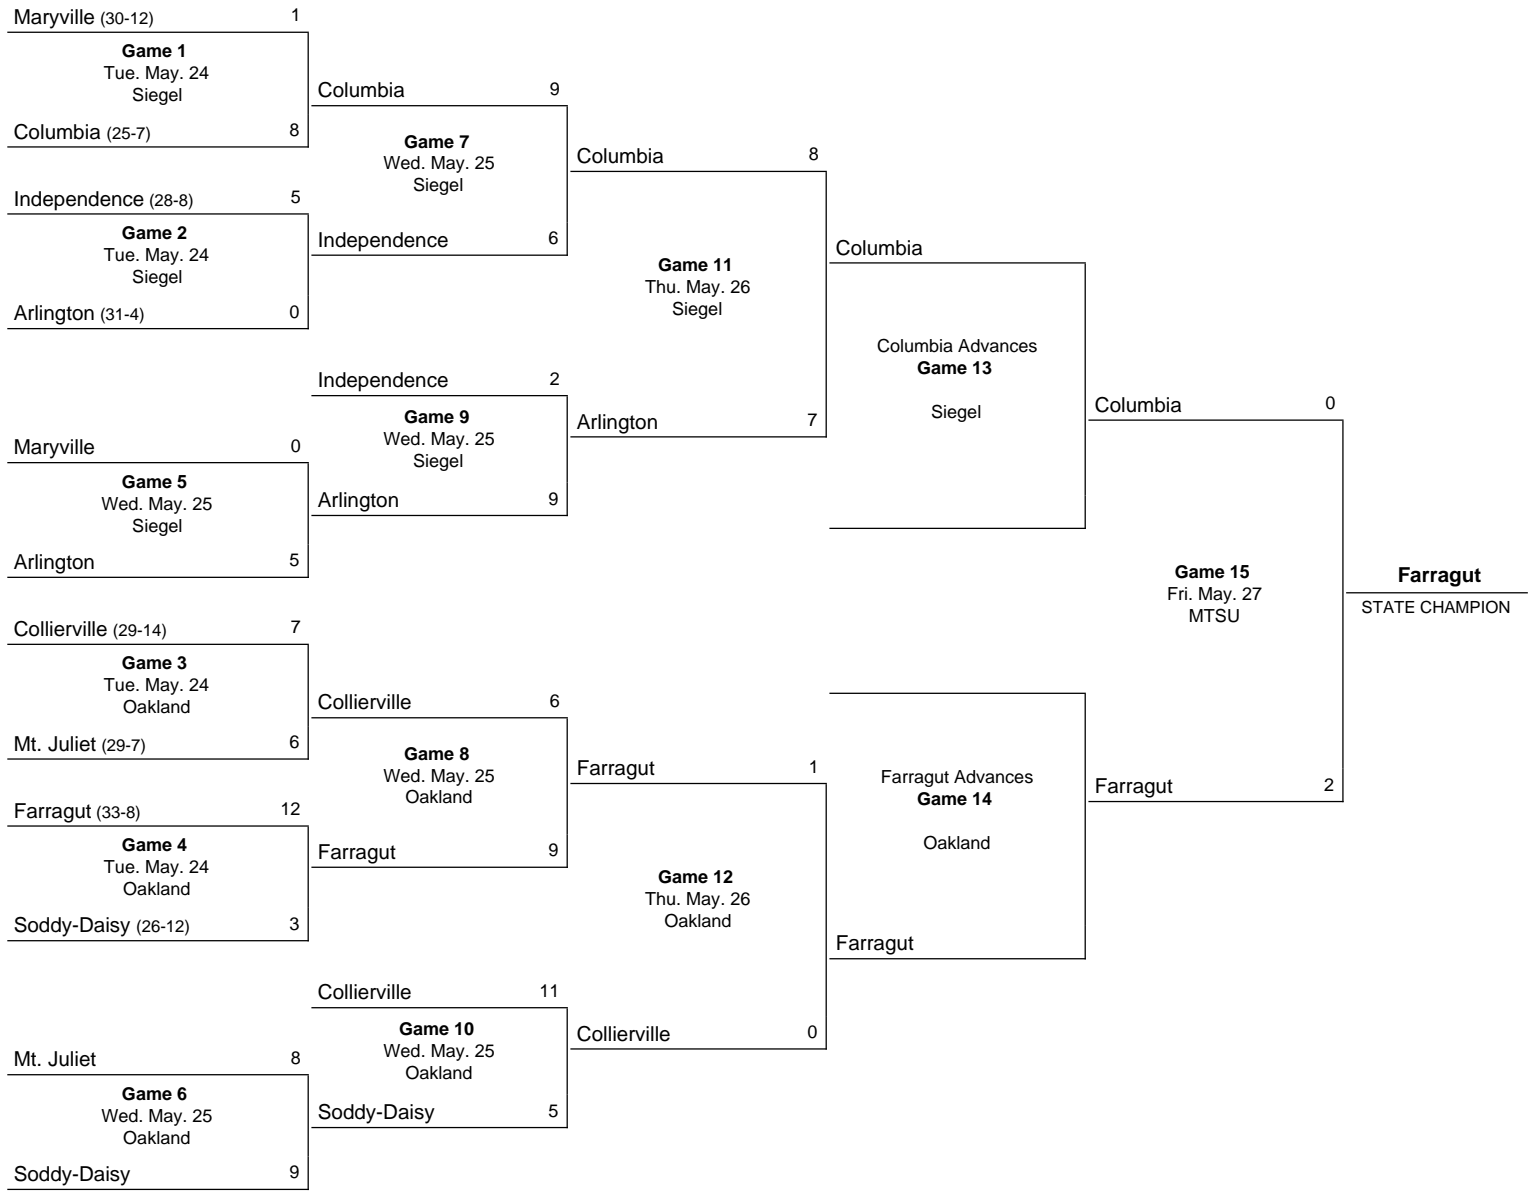 Maryville (30-12) 1
Game 1
Tue. May. 24
Siegel
Columbia (25-7) 8
Independence (28-8) 5
Game 2
Tue. May. 24
Siegel
Arlington (31-4) 0
Maryville 0
Game 5
Wed. May. 25
Siegel
Arlington 5
Collierville (29-14) 7
Game 3
Tue. May. 24
Oakland
Mt. Juliet (29-7) 6
Farragut (33-8) 12
Game 4
Tue. May. 24
Oakland
Soddy-Daisy (26-12) 3
Mt. Juliet 8
Game 6
Wed. May. 25
Oakland
Soddy-Daisy 9
Columbia 9
Game 7
Wed. May. 25
Siegel
Independence 6
Independence 2
Game 9
Wed. May. 25
Siegel
Arlington 9
Collierville 6
Game 8
Wed. May. 25
Oakland
Farragut 9
Collierville 11
Game 10
Wed. May. 25
Oakland
Soddy-Daisy 5
Columbia 8
Game 11
Thu. May. 26
Siegel
Arlington 7
Farragut 1
Game 12
Thu. May. 26
Oakland
Collierville 0
Columbia
Columbia Advances
Game 13
Siegel
Farragut Advances
Game 14
Oakland
Farragut
Columbia 0
Game 15
Fri. May. 27
MTSU
Farragut 2
Farragut
STATE CHAMPION